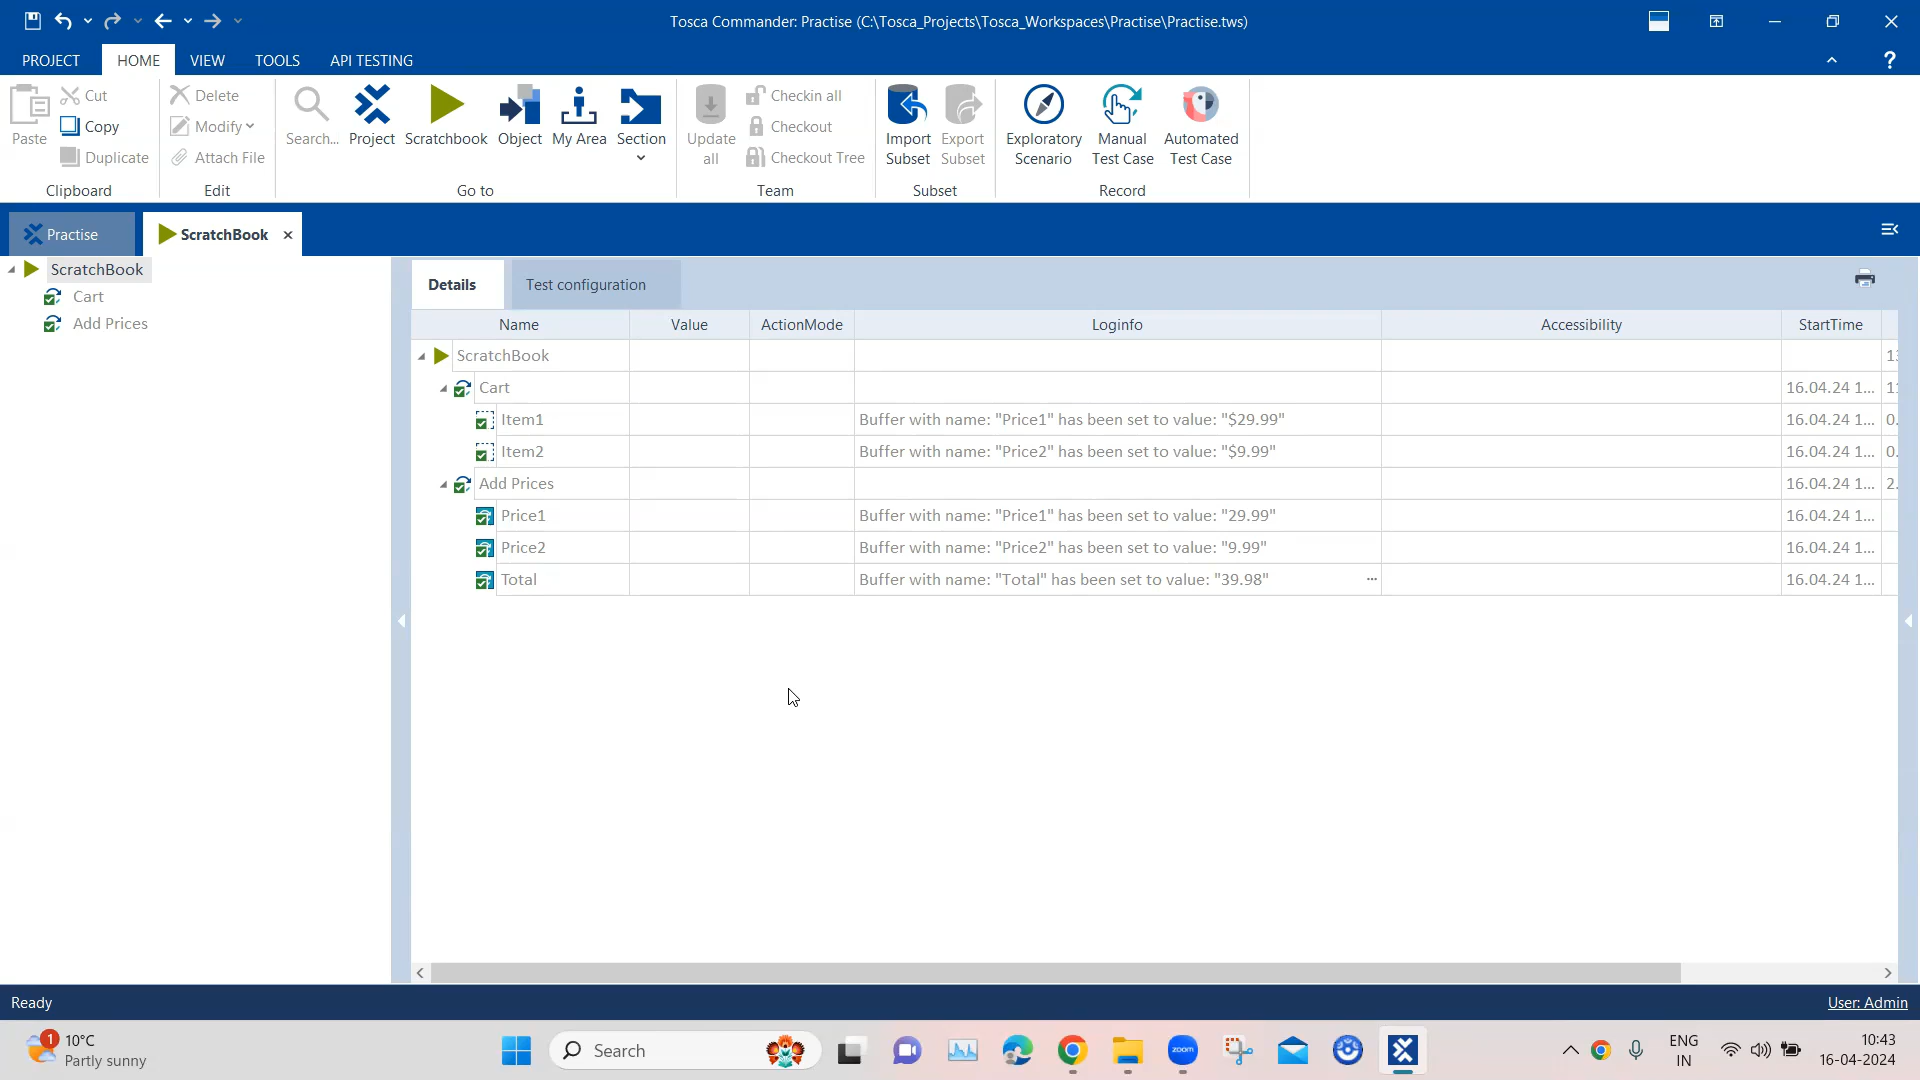 Tosca Commander: Practise (C:\Tosca_Projects\Tosca_Workspaces\Practise\Practise.tws)
PROJECT HOME VIEW TOOLS API TESTING ?
Paste Cut Copy Duplicate Clipboard
Delete Modify Attach File Edit
Search... Project Scratchbook Object My Area Section Go to
Update all Checkin all Checkout Checkout Tree Team
Import Subset Export Subset Subset
Exploratory Scenario Manual Test Case Automated Test Case Record
Practise ScratchBook
ScratchBook
Cart
Add Prices
Details Test configuration
Name Value ActionMode Loginfo Accessibility StartTime
ScratchBook
Cart 16.04.24 1...
Item1 Buffer with name: "Price1" has been set to value: "$29.99" 16.04.24 1... 0.
Item2 Buffer with name: "Price2" has been set to value: "$9.99" 16.04.24 1... 0.
Add Prices 16.04.24 1... 2.
Price1 Buffer with name: "Price1" has been set to value: "29.99" 16.04.24 1...
Price2 Buffer with name: "Price2" has been set to value: "9.99" 16.04.24 1...
Total Buffer with name: "Total" has been set to value: "39.98" ... 16.04.24 1...
Ready User: Admin
1 10°C
Partly sunny
Search
zoom
ENG
IN
10:43
16-04-2024